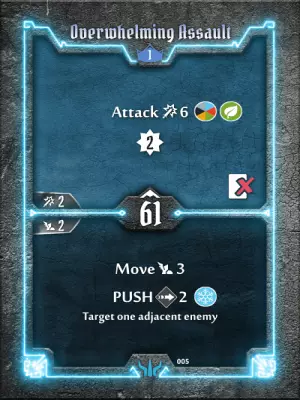 Overwhelming Assault
1
Attack 6
2
2
61
2
Move 3
PUSH 2
Target one adjacent enemy
005